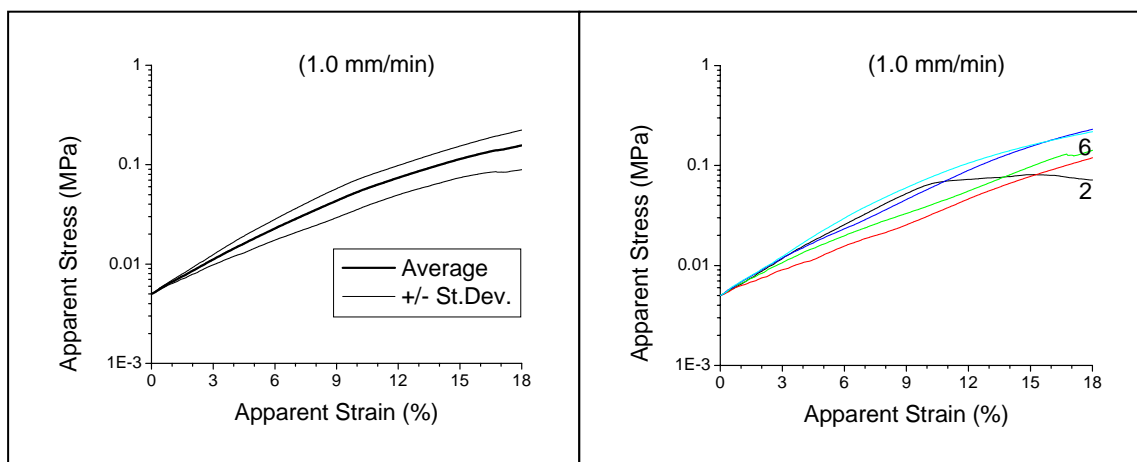 (1.0 mm/min)
Apparent Stress (MPa)
1
0.1
0.01
1E-3
0 3 6 9 12 15 18
Apparent Strain (%)
Average
+/- St.Dev.
(1.0 mm/min)
Apparent Stress (MPa)
1
0.1
0.01
1E-3
0 3 6 9 12 15 18
Apparent Strain (%)
6
2